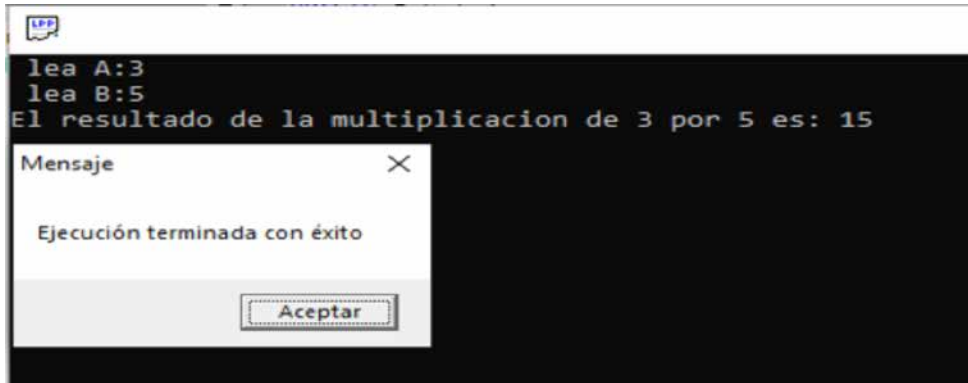 LPP
lea A:3
lea B:5
El resultado de la multiplicacion de 3 por 5 es: 15
Mensaje
Ejecución terminada con éxito
Aceptar